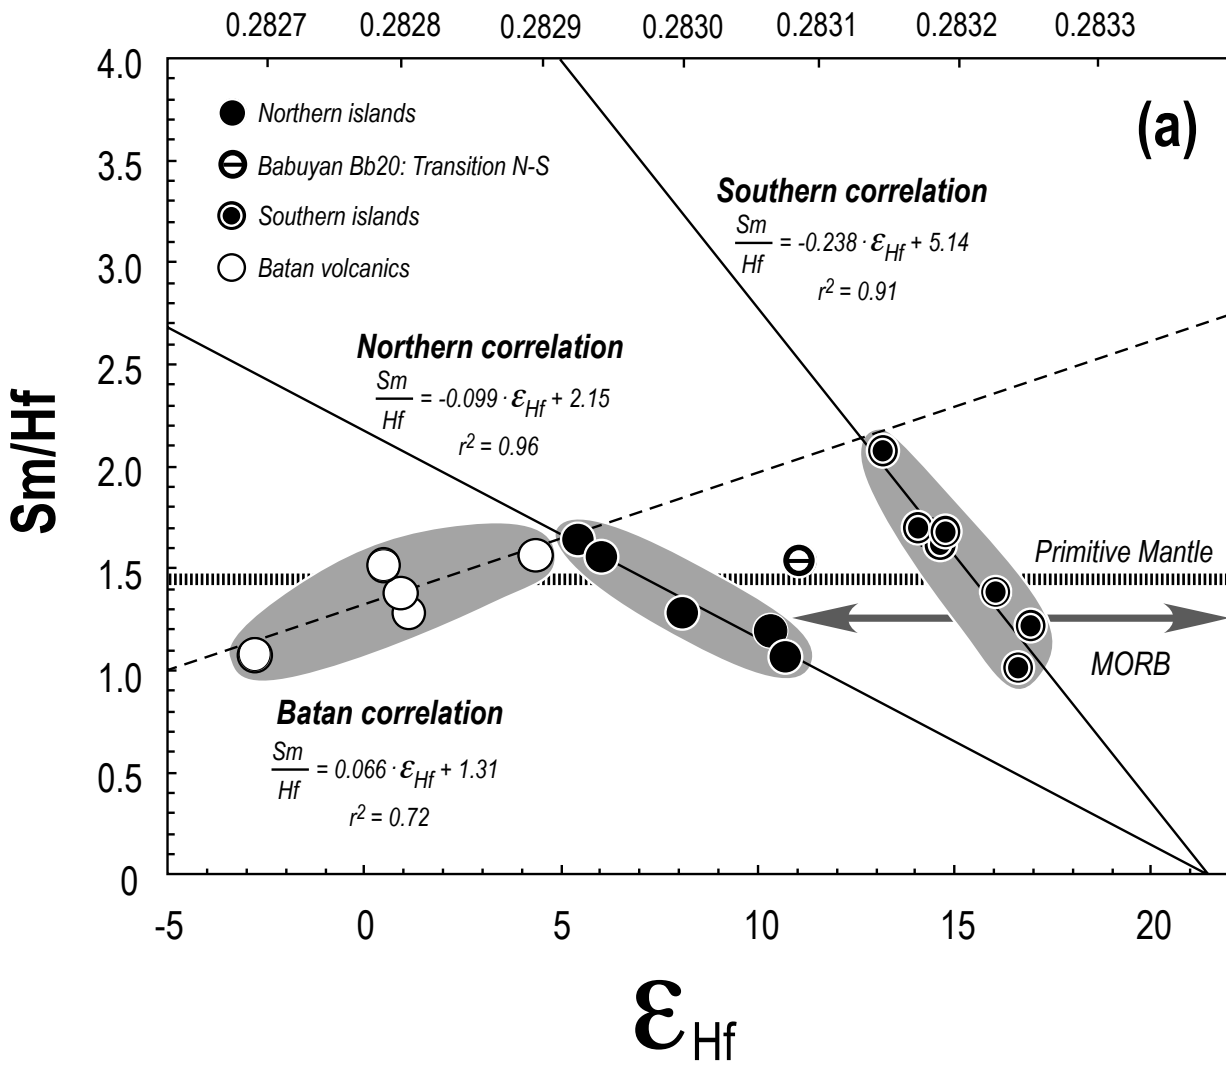 0.2827 0.2828 0.2829 0.2830 0.2831 0.2832 0.2833
4.0
3.5
3.0
2.5
2.0
1.5
1.0
0.5
0
Sm/Hf
(a)
Northern islands
Babuyan Bb20: Transition N-S
Southern islands
Batan volcanics
Southern correlation
Sm/Hf = -0.238 · εHf + 5.14
r² = 0.91
Northern correlation
Sm/Hf = -0.099 · εHf + 2.15
r² = 0.96
Primitive Mantle
MORB
Batan correlation
Sm/Hf = 0.066 · εHf + 1.31
r² = 0.72
-5 0 5 10 15 20
εHf